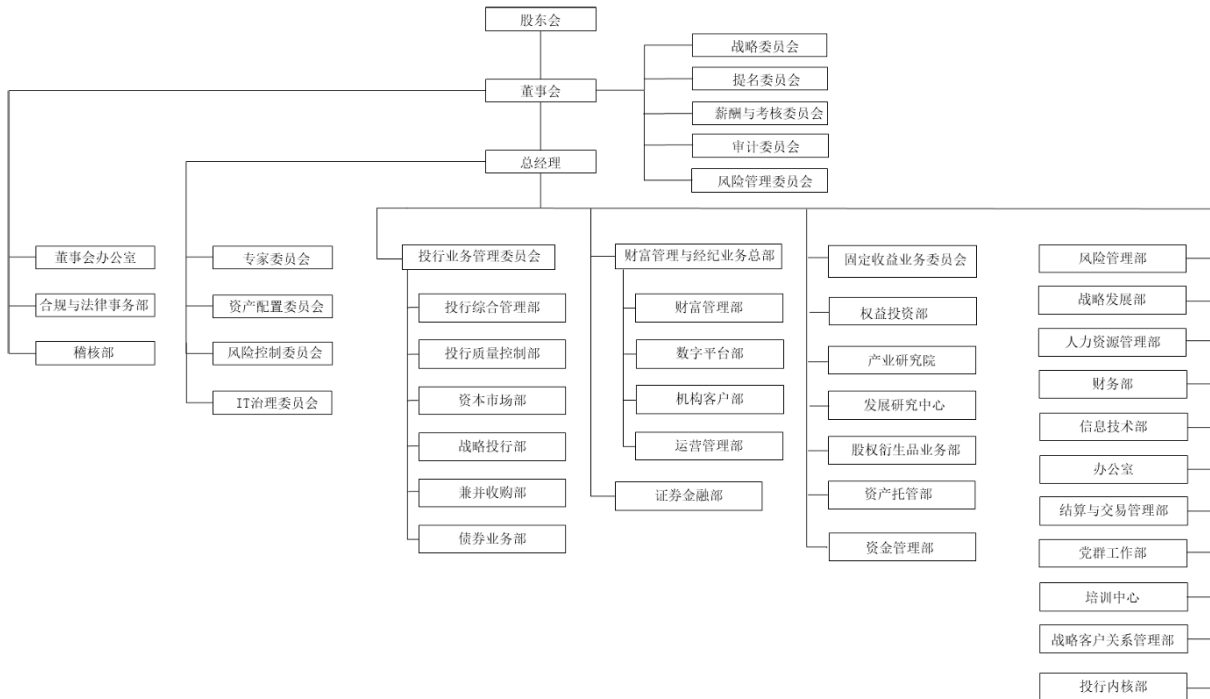 股东会
董事会
战略委员会
提名委员会
薪酬与考核委员会
审计委员会
风险管理委员会
总经理
董事会办公室
合规与法律事务部
稽核部
专家委员会
资产配置委员会
风险控制委员会
IT治理委员会
投行业务管理委员会
投行综合管理部
投行质量控制部
资本市场部
战略投行部
兼并收购部
债券业务部
财富管理与经纪业务总部
财富管理部
数字平台部
机构客户部
运营管理部
证券金融部
固定收益业务委员会
权益投资部
产业研究院
发展研究中心
股权衍生品业务部
资产托管部
资金管理部
风险管理部
战略发展部
人力资源管理部
财务部
信息技术部
办公室
结算与交易管理部
党群工作部
培训中心
战略客户关系管理部
投行内核部